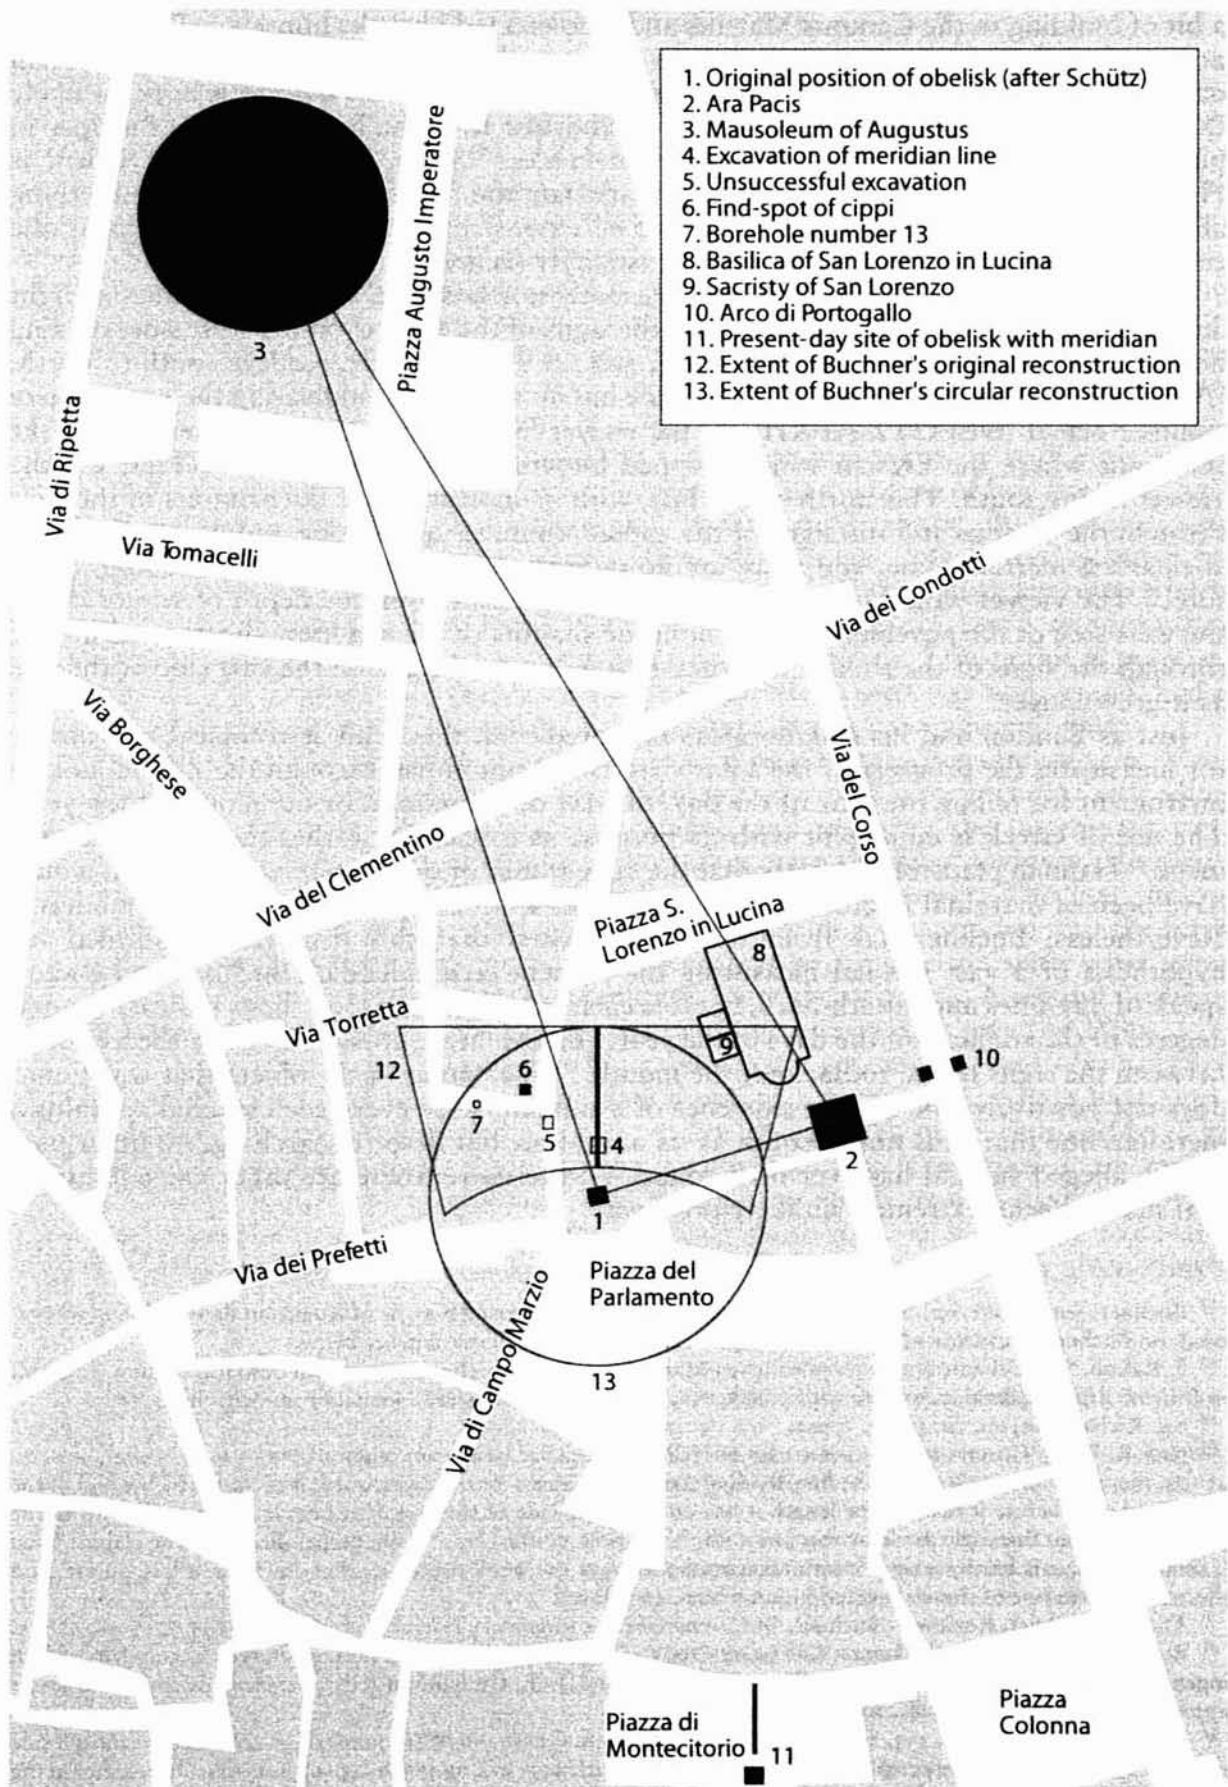 1. Original position of obelisk (after Schütz)
2. Ara Pacis
3. Mausoleum of Augustus
4. Excavation of meridian line
5. Unsuccessful excavation
6. Find-spot of cippi
7. Borehole number 13
8. Basilica of San Lorenzo in Lucina
9. Sacristy of San Lorenzo
10. Arco di Portogallo
11. Present-day site of obelisk with meridian
12. Extent of Buchner's original reconstruction
13. Extent of Buchner's circular reconstruction
Piazza Augusto Imperatore
3
Via di Ripetta
Via Tomacelli
Via dei Condotti
Via Borghese
Via del Corso
Via del Clementino
Piazza S.
Lorenzo in Lucina
8
Via Torretta
9
10
12
6
7
5
4
2
1
Via dei Prefetti
Piazza del
Parlamento
Via di Campo Marzio
13
Piazza di
Montecitorio
11
Piazza
Colonna